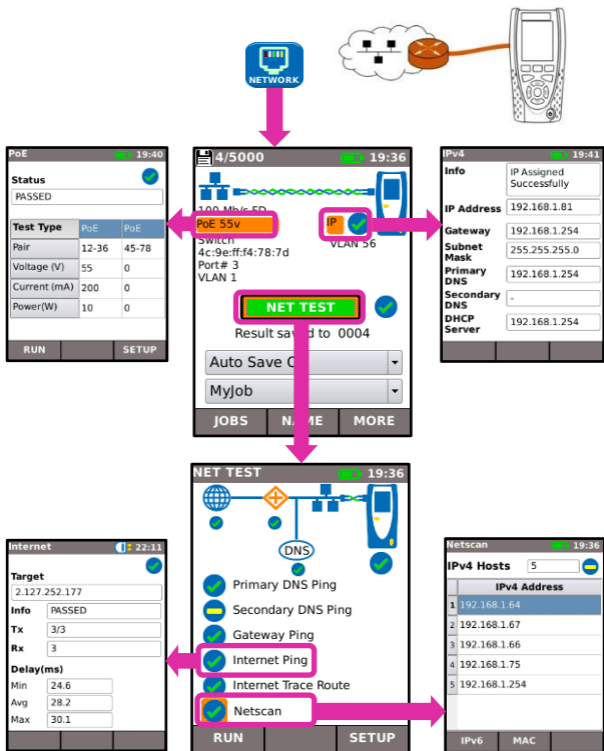 NETWORK
PoE 19:40
Status
PASSED
Test Type PoE PoE
Pair 12-36 45-78
Voltage (V) 55 0
Current (mA) 200 0
Power(W) 10 0
RUN SETUP
4/5000 19:36
100 Mb/s FD
PoE 55v IP
Switch VLAN 56
4c:9e:ff:f4:78:7d
Port# 3
VLAN 1
NET TEST
Result saved to 0004
Auto Save
MyJob
JOBS NAME MORE
IPv4 19:41
Info IP Assigned
Successfully
IP Address 192.168.1.81
Gateway 192.168.1.254
Subnet
Mask 255.255.255.0
Primary
DNS 192.168.1.254
Secondary
DNS -
DHCP
Server 192.168.1.254
NET TEST 19:36
DNS
Primary DNS Ping
Secondary DNS Ping
Gateway Ping
Internet Ping
Internet Trace Route
Netscan
RUN SETUP
Internet 22:11
Target
2.127.252.177
Info PASSED
Tx 3/3
Rx 3
Delay(ms)
Min 24.6
Avg 28.2
Max 30.1
Netscan 19:36
IPv4 Hosts 5
IPv4 Address
1 192.168.1.64
2 192.168.1.67
3 192.168.1.66
4 192.168.1.75
5 192.168.1.254
IPv6 MAC